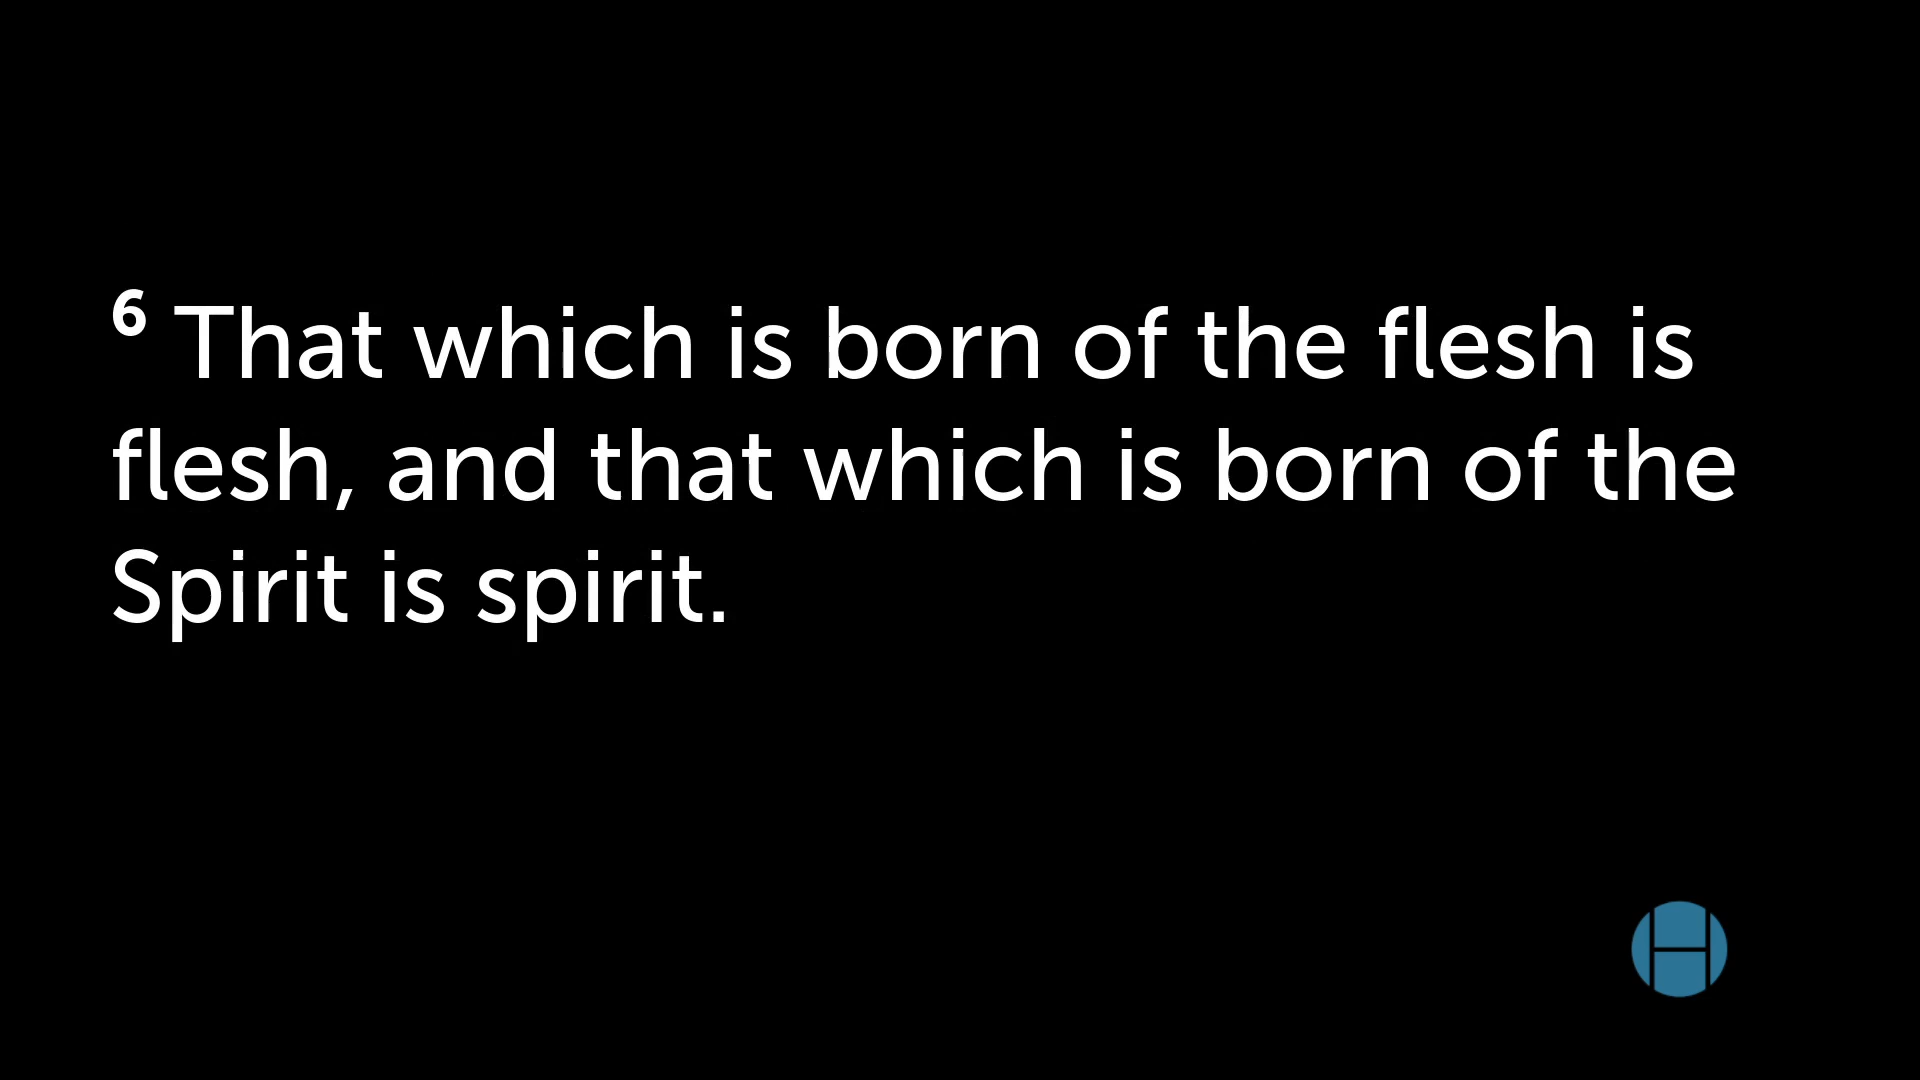 6 That which is born of the flesh is
flesh, and that which is born of the
Spirit is spirit.
H